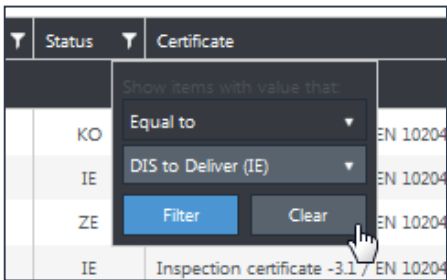 Status Certificate
Show items with value that:
Equal to
KO EN 10204
DIS to Deliver (IE)
IE EN 10204
Filter Clear
ZE EN 10204
IE Inspection certificate -3.1 / EN 10204